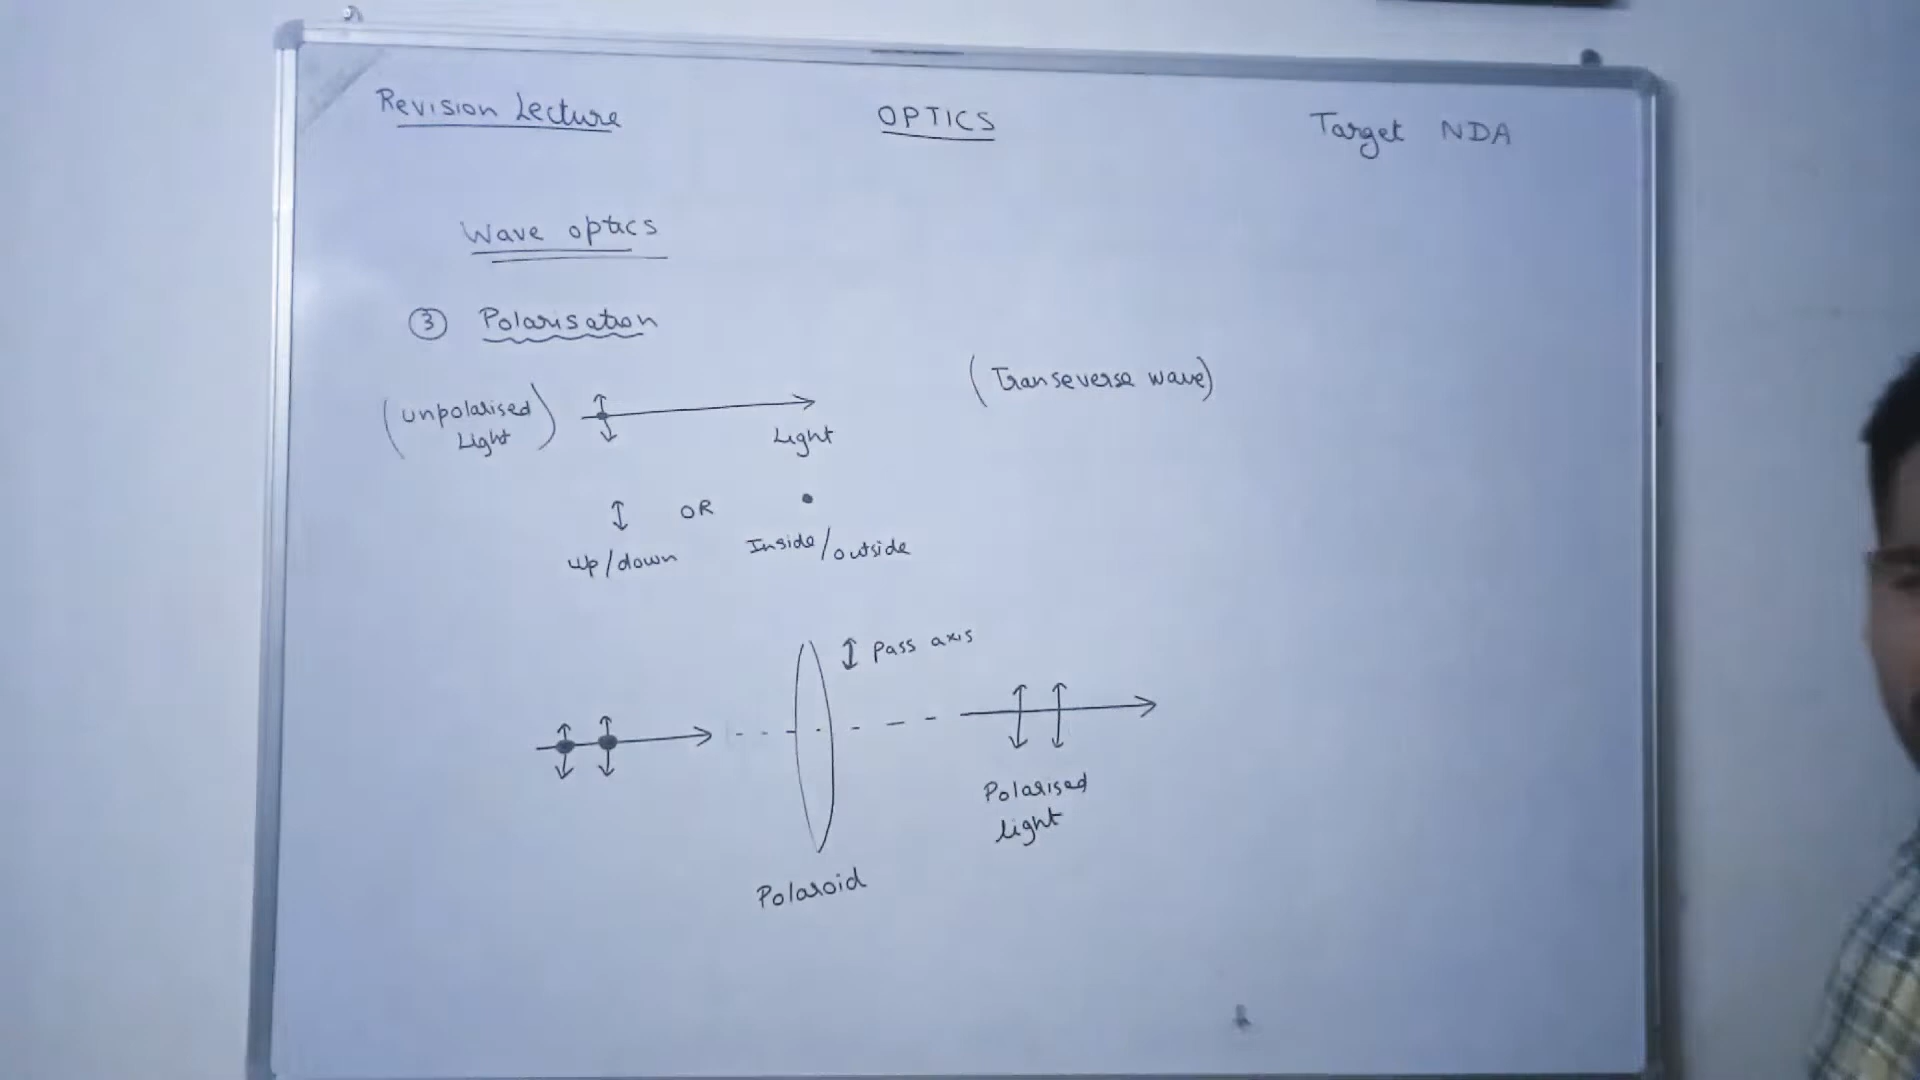 Revision Lecture
OPTICS
Target NDA
Wave optics
③ Polarisation
(Transeverse wave)
(unpolarised
Light)
Light
OR
Up/down
Inside/outside
Pass axis
Polarised
light
Polaroid